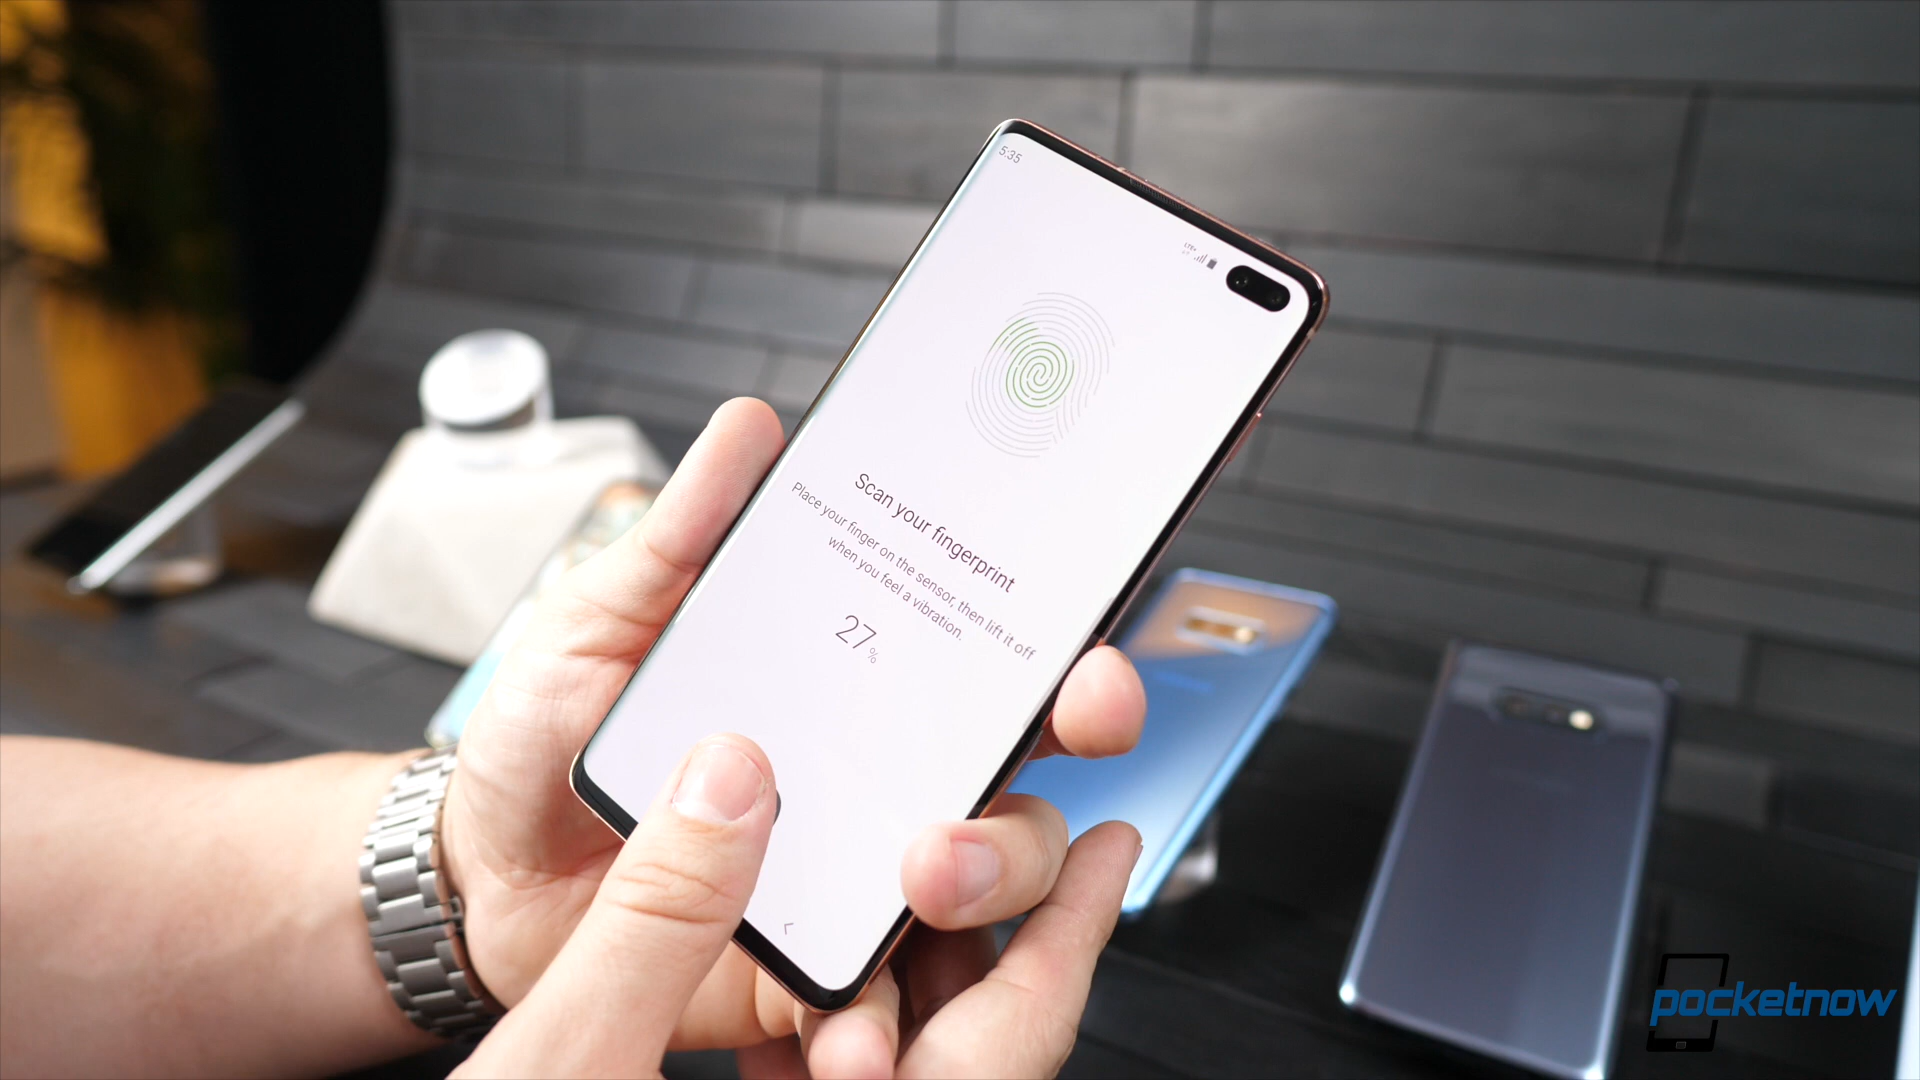 5:35
LTE+
Scan your fingerprint
Place your finger on the sensor, then lift it off
when you feel a vibration.
27%
pocketnow